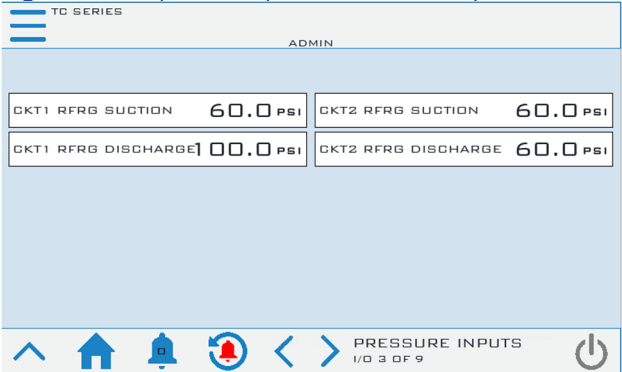 TC SERIES
ADMIN
CKT1 RFRG SUCTION 60.0 PSI
CKT2 RFRG SUCTION 60.0 PSI
CKT1 RFRG DISCHARGE 100.0 PSI
CKT2 RFRG DISCHARGE 60.0 PSI
0
PRESSURE INPUTS
I/O 3 OF 9